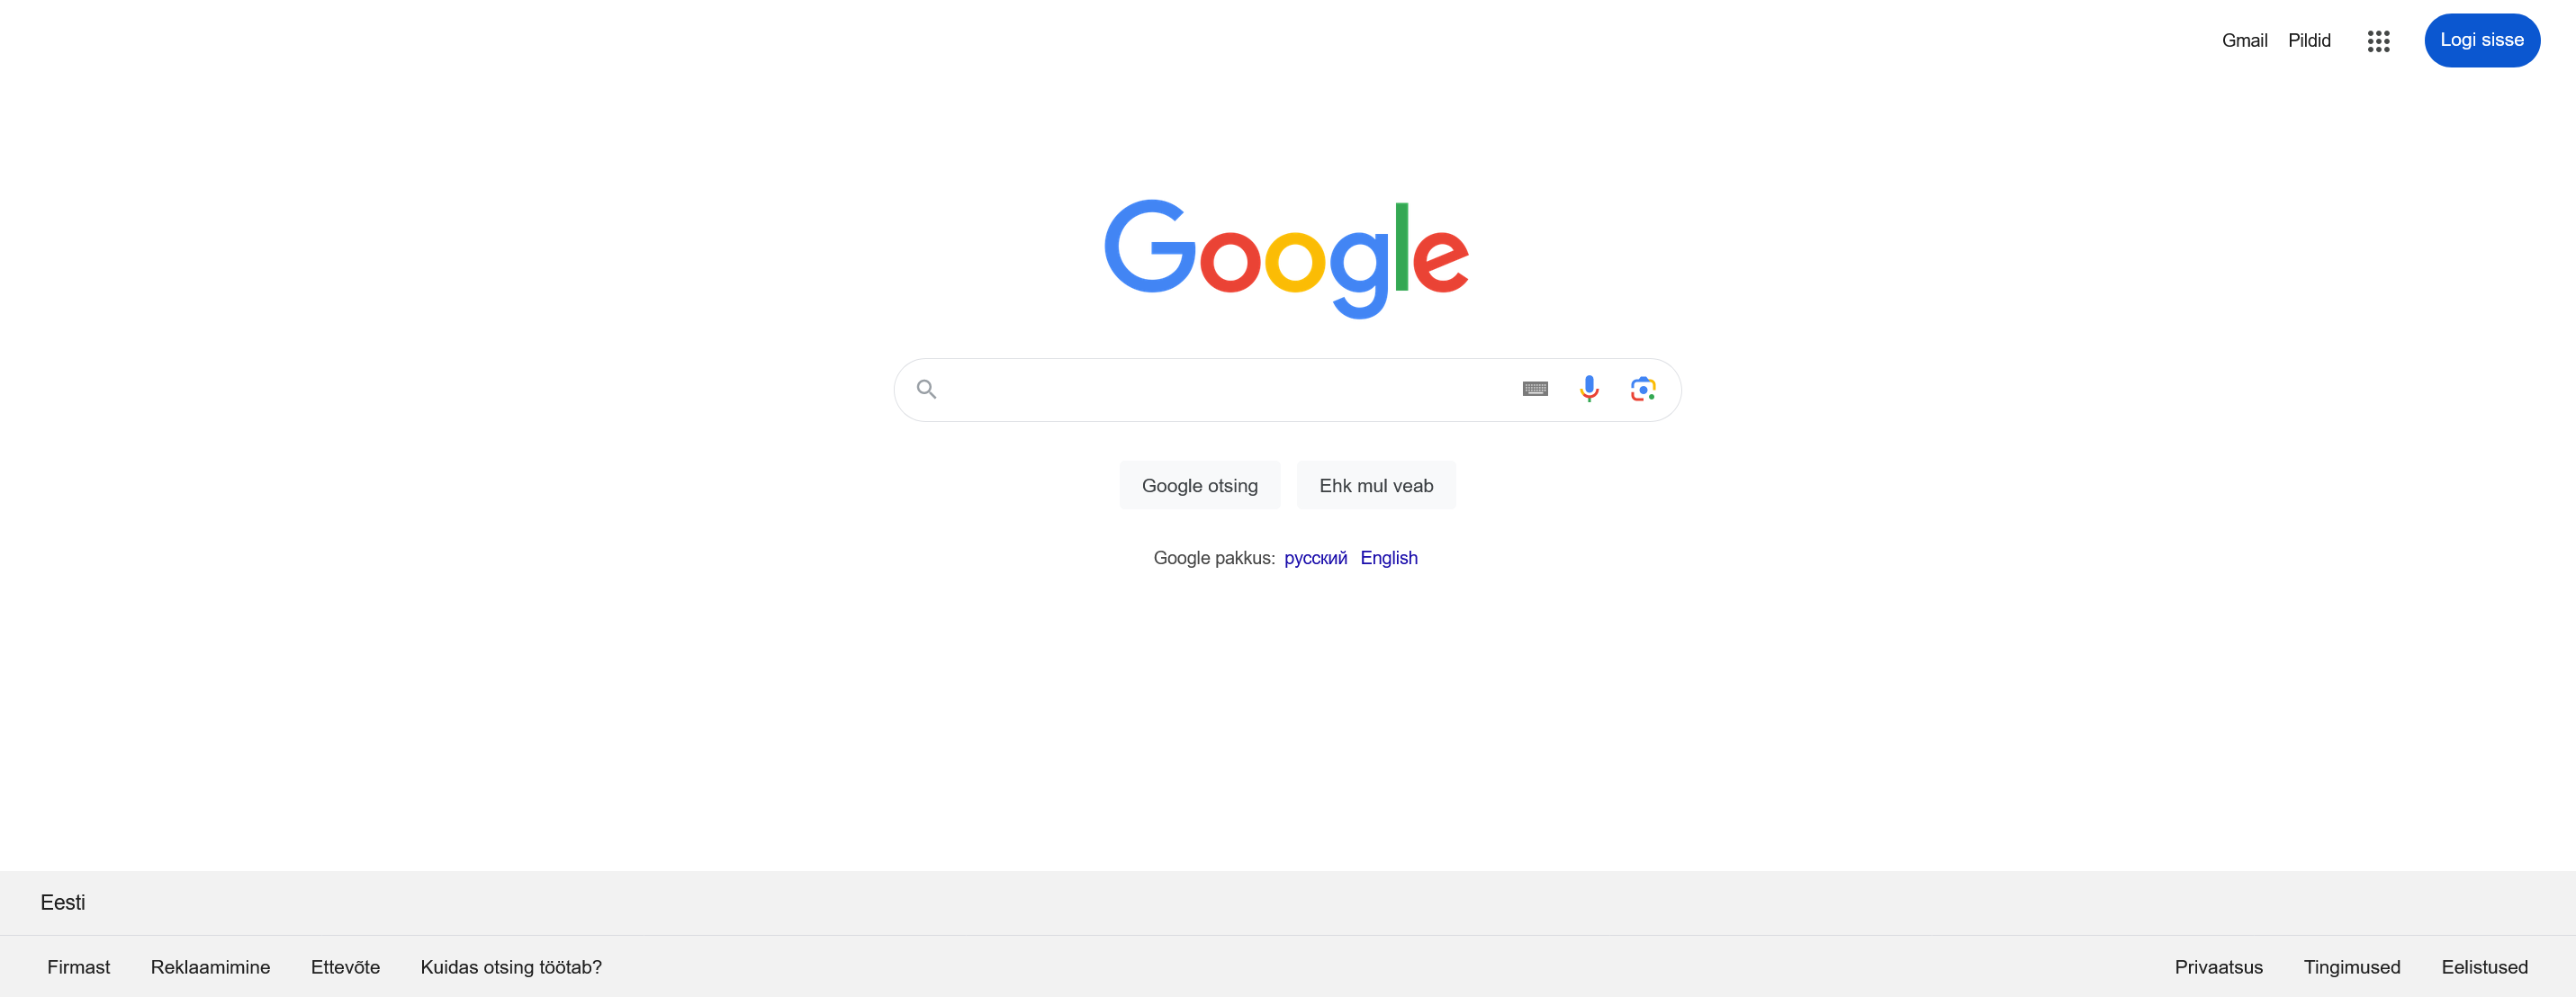 Gmail Pildid Logi sisse
Google
Google otsing Ehk mul veab
Google pakkus: русский English
Eesti
Firmast Reklaamimine Ettevõte Kuidas otsing töötab? Privaatsus Tingimused Eelistused